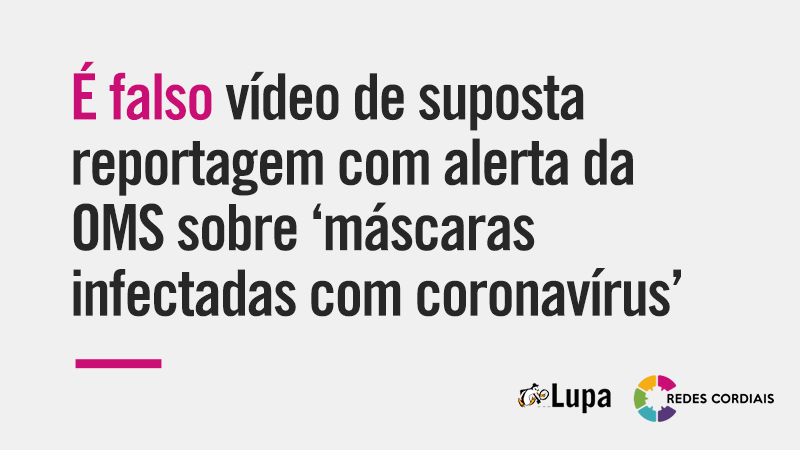 É falso vídeo de suposta
reportagem com alerta da
OMS sobre ‘máscaras
infectadas com coronavírus’
Lupa
REDES CORDIAIS